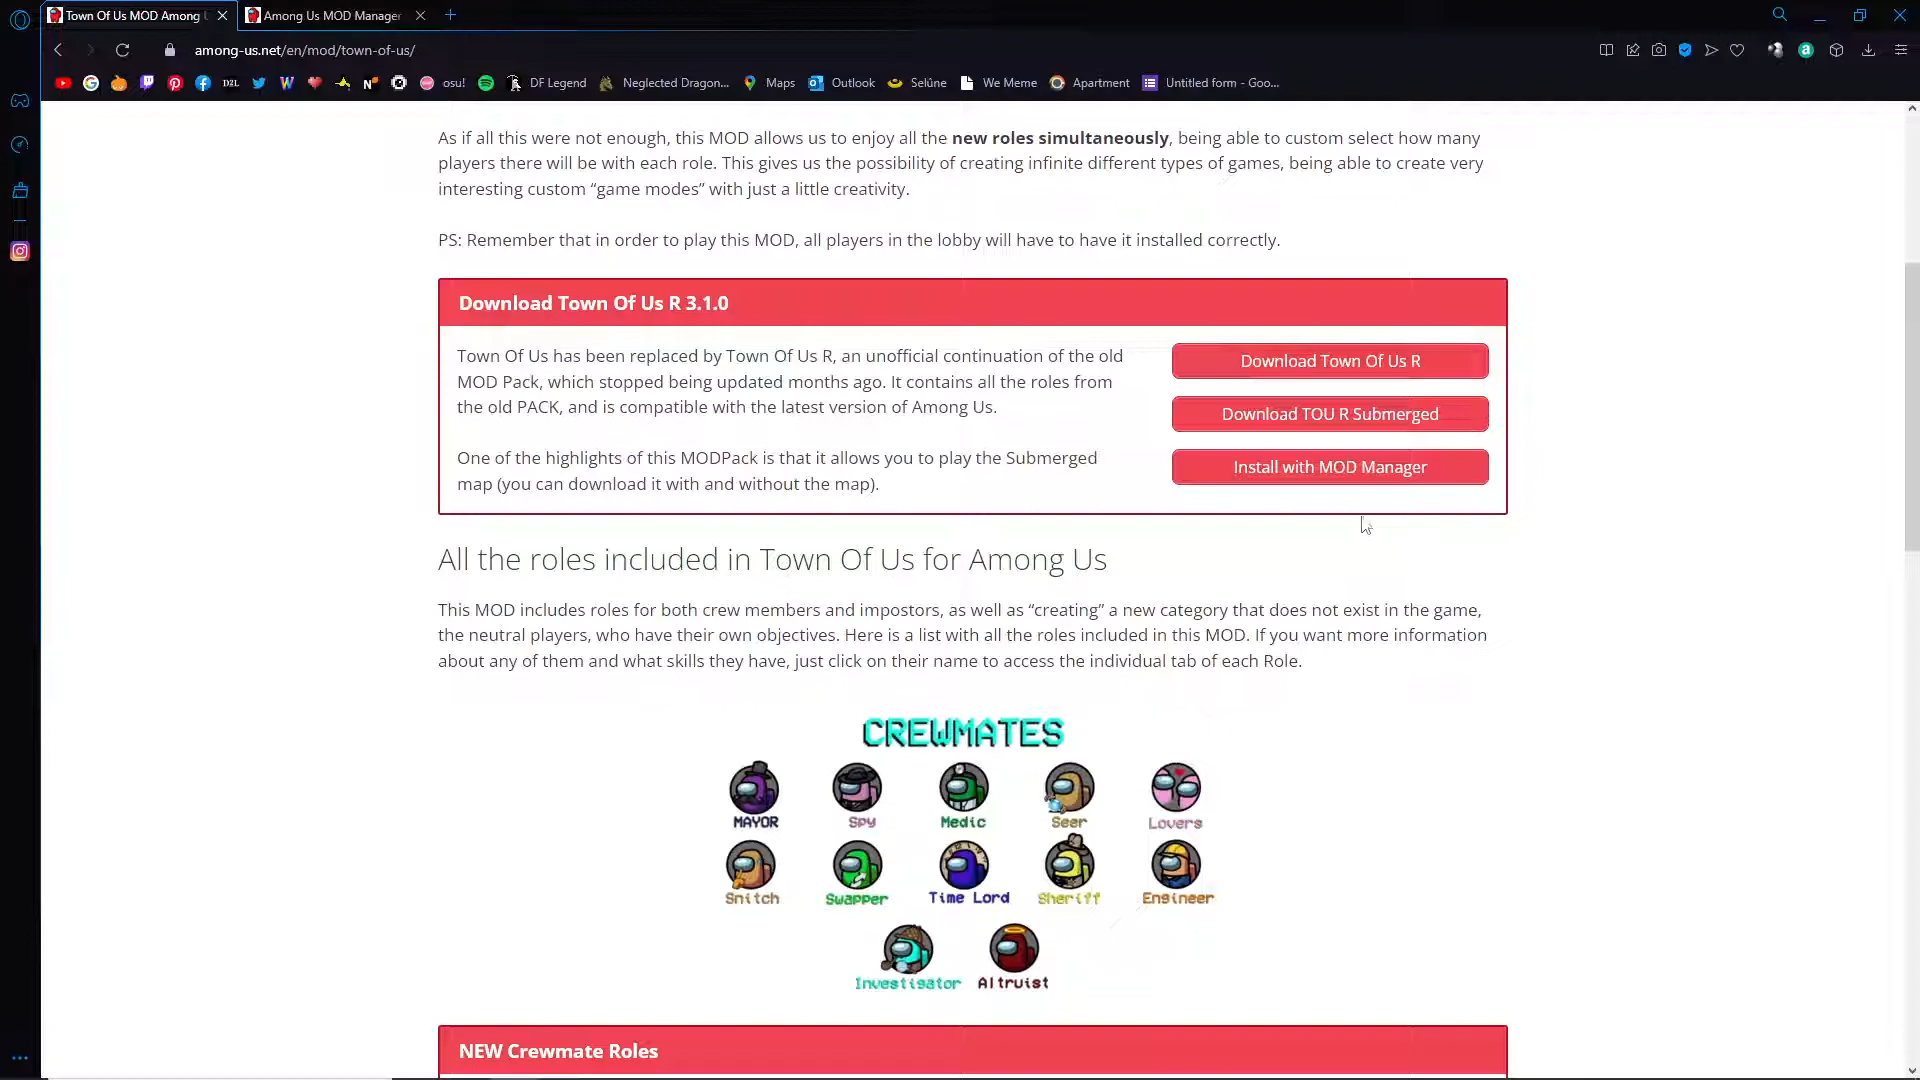 Town Of Us MOD Among U
Among Us MOD Manager
among-us.net/en/mod/town-of-us/
D2L
osu!
DF Legend
Neglected Dragon...
Maps
Outlook
Selûne
We Meme
Apartment
Untitled form - Goo...
As if all this were not enough, this MOD allows us to enjoy all the new roles simultaneously, being able to custom select how many
players there will be with each role. This gives us the possibility of creating infinite different types of games, being able to create very
interesting custom “game modes” with just a little creativity.
PS: Remember that in order to play this MOD, all players in the lobby will have to have it installed correctly.
Download Town Of Us R 3.1.0
Town Of Us has been replaced by Town Of Us R, an unofficial continuation of the old
MOD Pack, which stopped being updated months ago. It contains all the roles from
the old PACK, and is compatible with the latest version of Among Us.
One of the highlights of this MODPack is that it allows you to play the Submerged
map (you can download it with and without the map).
Download Town Of Us R
Download TOU R Submerged
Install with MOD Manager
All the roles included in Town Of Us for Among Us
This MOD includes roles for both crew members and impostors, as well as “creating” a new category that does not exist in the game,
the neutral players, who have their own objectives. Here is a list with all the roles included in this MOD. If you want more information
about any of them and what skills they have, just click on their name to access the individual tab of each Role.
CREWMATES
MAYOR
Spy
Medic
Seer
Lovers
Snitch
Swapper
Time Lord
Sheriff
Engineer
Investigator
Altruist
NEW Crewmate Roles